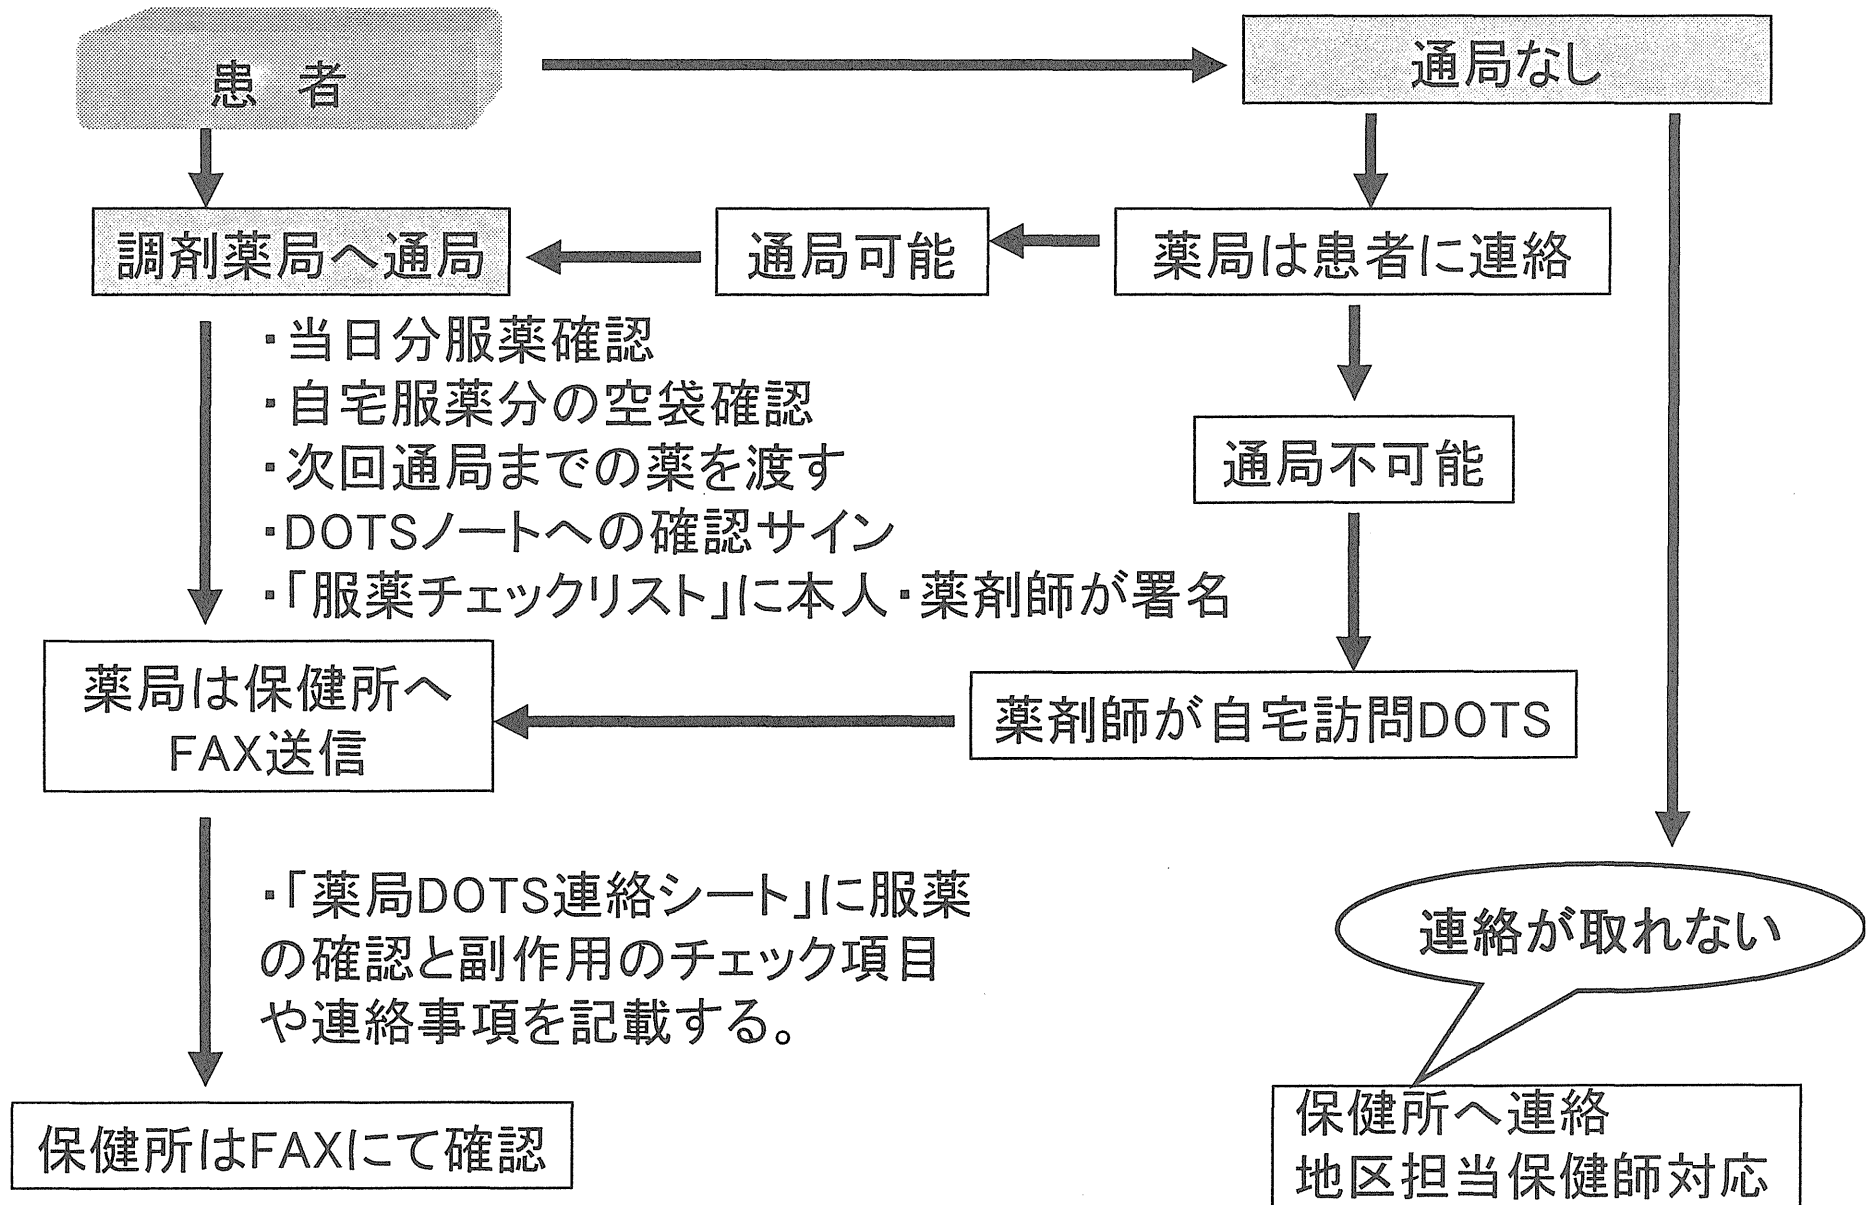 患 者
通局なし
調剤薬局へ通局
通局可能
薬局は患者に連絡
・当日分服薬確認
・自宅服薬分の空袋確認
・次回通局までの薬を渡す
・DOTSノートへの確認サイン
・「服薬チェックリスト」に本人・薬剤師が署名
通局不可能
薬局は保健所へ
FAX送信
薬剤師が自宅訪問DOTS
・「薬局DOTS連絡シート」に服薬
の確認と副作用のチェック項目
や連絡事項を記載する。
連絡が取れない
保健所はFAXにて確認
保健所へ連絡
地区担当保健師対応